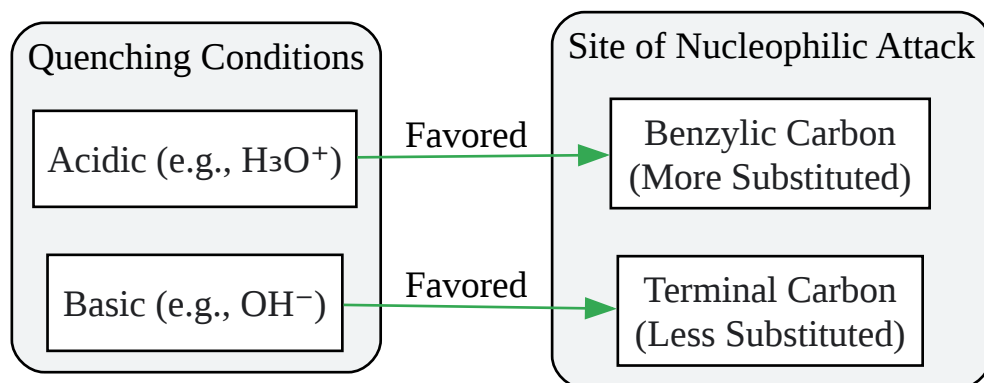 Quenching Conditions
Site of Nucleophilic Attack
Acidic (e.g., H₃O⁺)
Favored
Benzylic Carbon
(More Substituted)
Basic (e.g., OH⁻)
Favored
Terminal Carbon
(Less Substituted)